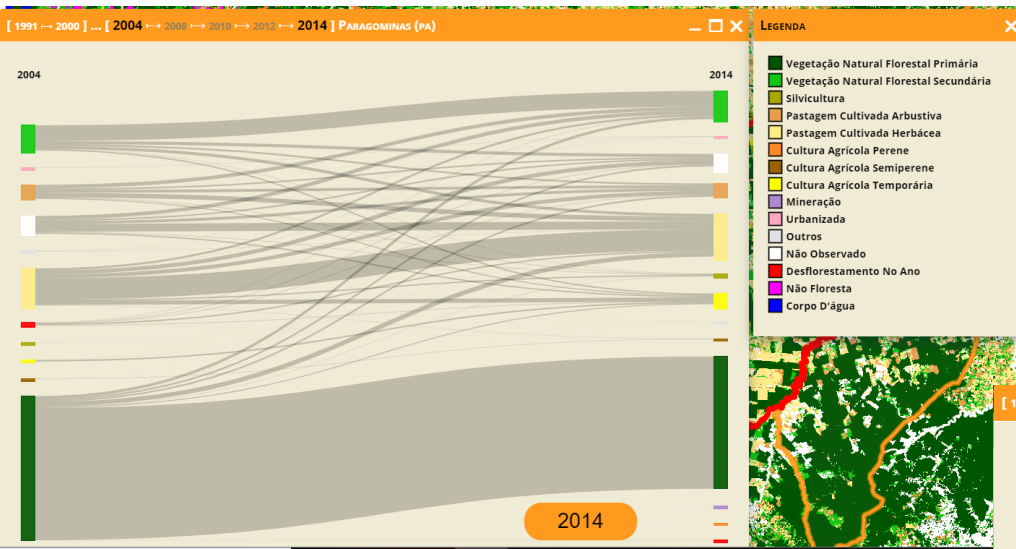 [ 1991 ↦ 2000 ] ... [ 2004 ↦ 2008 ↦ 2010 ↦ 2012 ↦ 2014 ] Paragominas (pa)
2004
2014
2014
Legenda
Vegetação Natural Florestal Primária
Vegetação Natural Florestal Secundária
Silvicultura
Pastagem Cultivada Arbustiva
Pastagem Cultivada Herbácea
Cultura Agrícola Perene
Cultura Agrícola Semiperene
Cultura Agrícola Temporária
Mineração
Urbanizada
Outros
Não Observado
Desflorestamento No Ano
Não Floresta
Corpo D'água
[ 1